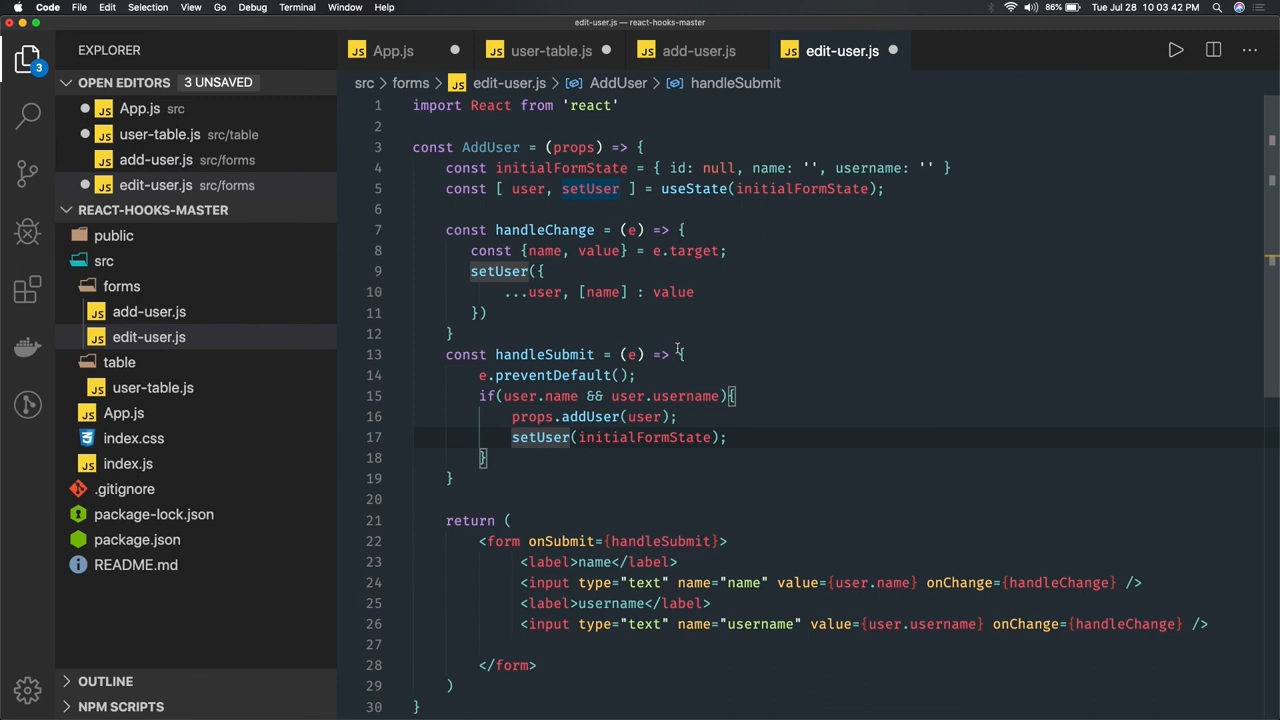 Code File Edit Selection View Go Debug Terminal Window Help 86% Tue Jul 28 10:03:42 PM
edit-user.js — react-hooks-master
EXPLORER
OPEN EDITORS 3 UNSAVED
App.js src
user-table.js src/table
add-user.js src/forms
edit-user.js src/forms
REACT-HOOKS-MASTER
public
src
forms
add-user.js
edit-user.js
table
user-table.js
App.js
index.css
index.js
.gitignore
package-lock.json
package.json
README.md
OUTLINE
NPM SCRIPTS
3
App.js user-table.js add-user.js edit-user.js
src forms JS edit-user.js AddUser handleSubmit
1 import React from 'react'
2
3 const AddUser = (props) => {
4 const initialFormState = { id: null, name: '', username: '' }
5 const [ user, setUser ] = useState(initialFormState);
6
7 const handleChange = (e) => {
8 const {name, value} = e.target;
9 setUser({
10 ...user, [name] : value
11 })
12 }
13 const handleSubmit = (e) => {
14 e.preventDefault();
15 if(user.name && user.username){
16 props.addUser(user);
17 setUser(initialFormState);
18 }
19 }
20
21 return (
22 <form onSubmit={handleSubmit}>
23 <label>name</label>
24 <input type="text" name="name" value={user.name} onChange={handleChange} />
25 <label>username</label>
26 <input type="text" name="username" value={user.username} onChange={handleChange} />
27
28 </form>
29 )
30 }